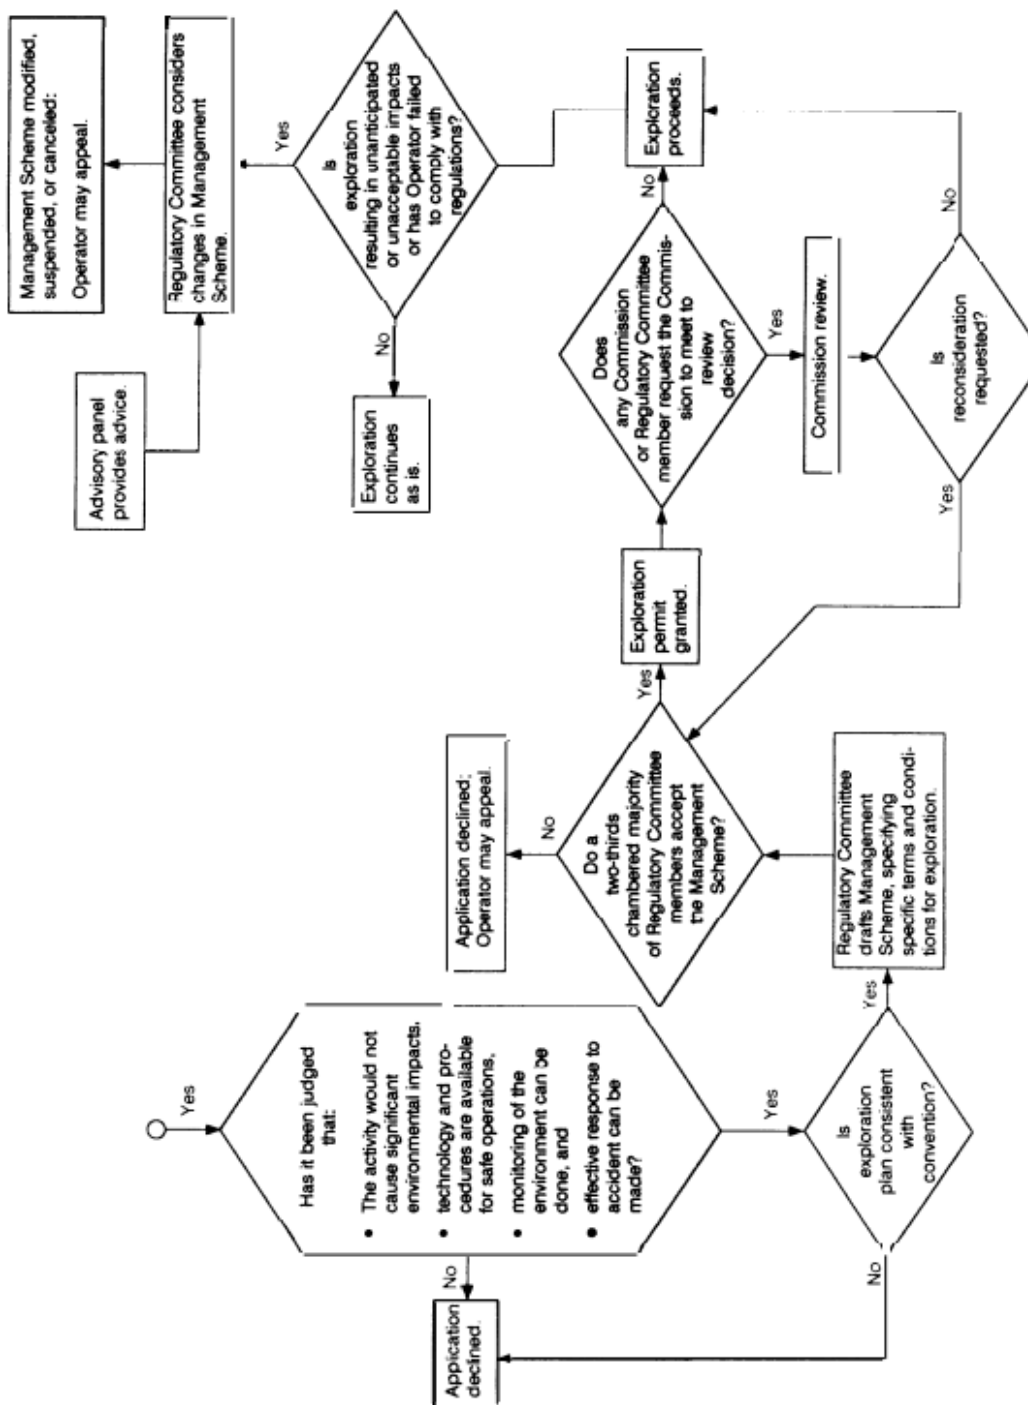 Yes
Has it been judged
that:
• The activity would not
cause significant
environmental impacts,
• technology and pro-
cedures are available
for safe operations,
• monitoring of the
environment can be
done, and
• effective response to
accident can be
made?
No
Appication
declined.
Yes
Is
exploration
plan consistent
with
convention?
No
Yes
Regulatory Committee
drafts Management
Scheme, specifying
specific terms and condi-
tions for exploration.
Do a
two-thirds
chambered majority
of Regulatory Committee
members accept
the Management
Scheme?
No
Application declined;
Operator may appeal.
Yes
Exploration
permit
granted.
Does
any Commission
or Regulatory Committee
member request the Commis-
sion to meet to
review
decision?
Yes
Commission review.
Is
reconsideration
requested?
Yes
No
No
Exploration
proceeds.
Is
exploration
resulting in unanticipated
or unacceptable impacts
or has Operator failed
to comply with
regulations?
No
Exploration
continues
as is.
Yes
Advisory panel
provides advice.
Regulatory Committee considers
changes in Management
Scheme.
Management Scheme modified,
suspended, or canceled:
Operator may appeal.